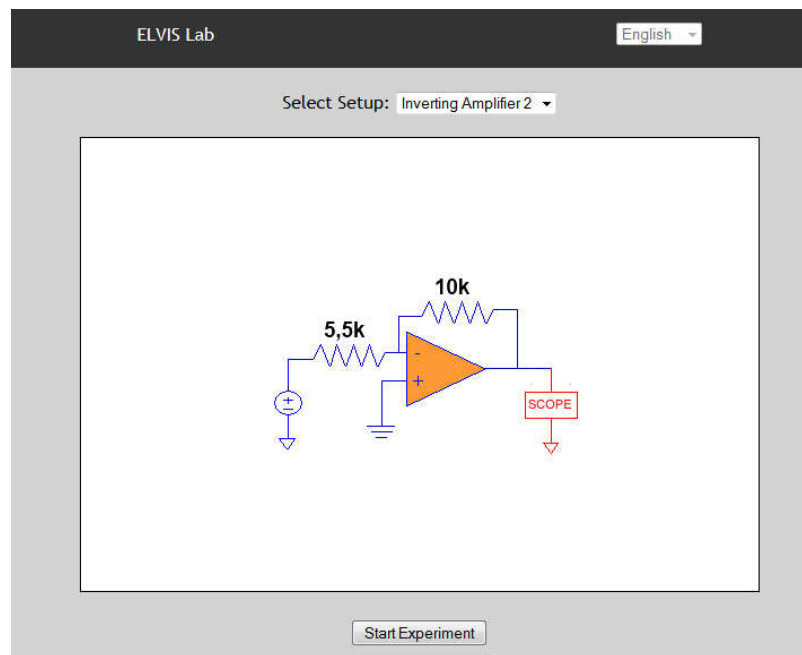 ELVIS Lab
English
Select Setup: Inverting Amplifier 2
10k
5,5k
-
+
±
SCOPE
Start Experiment